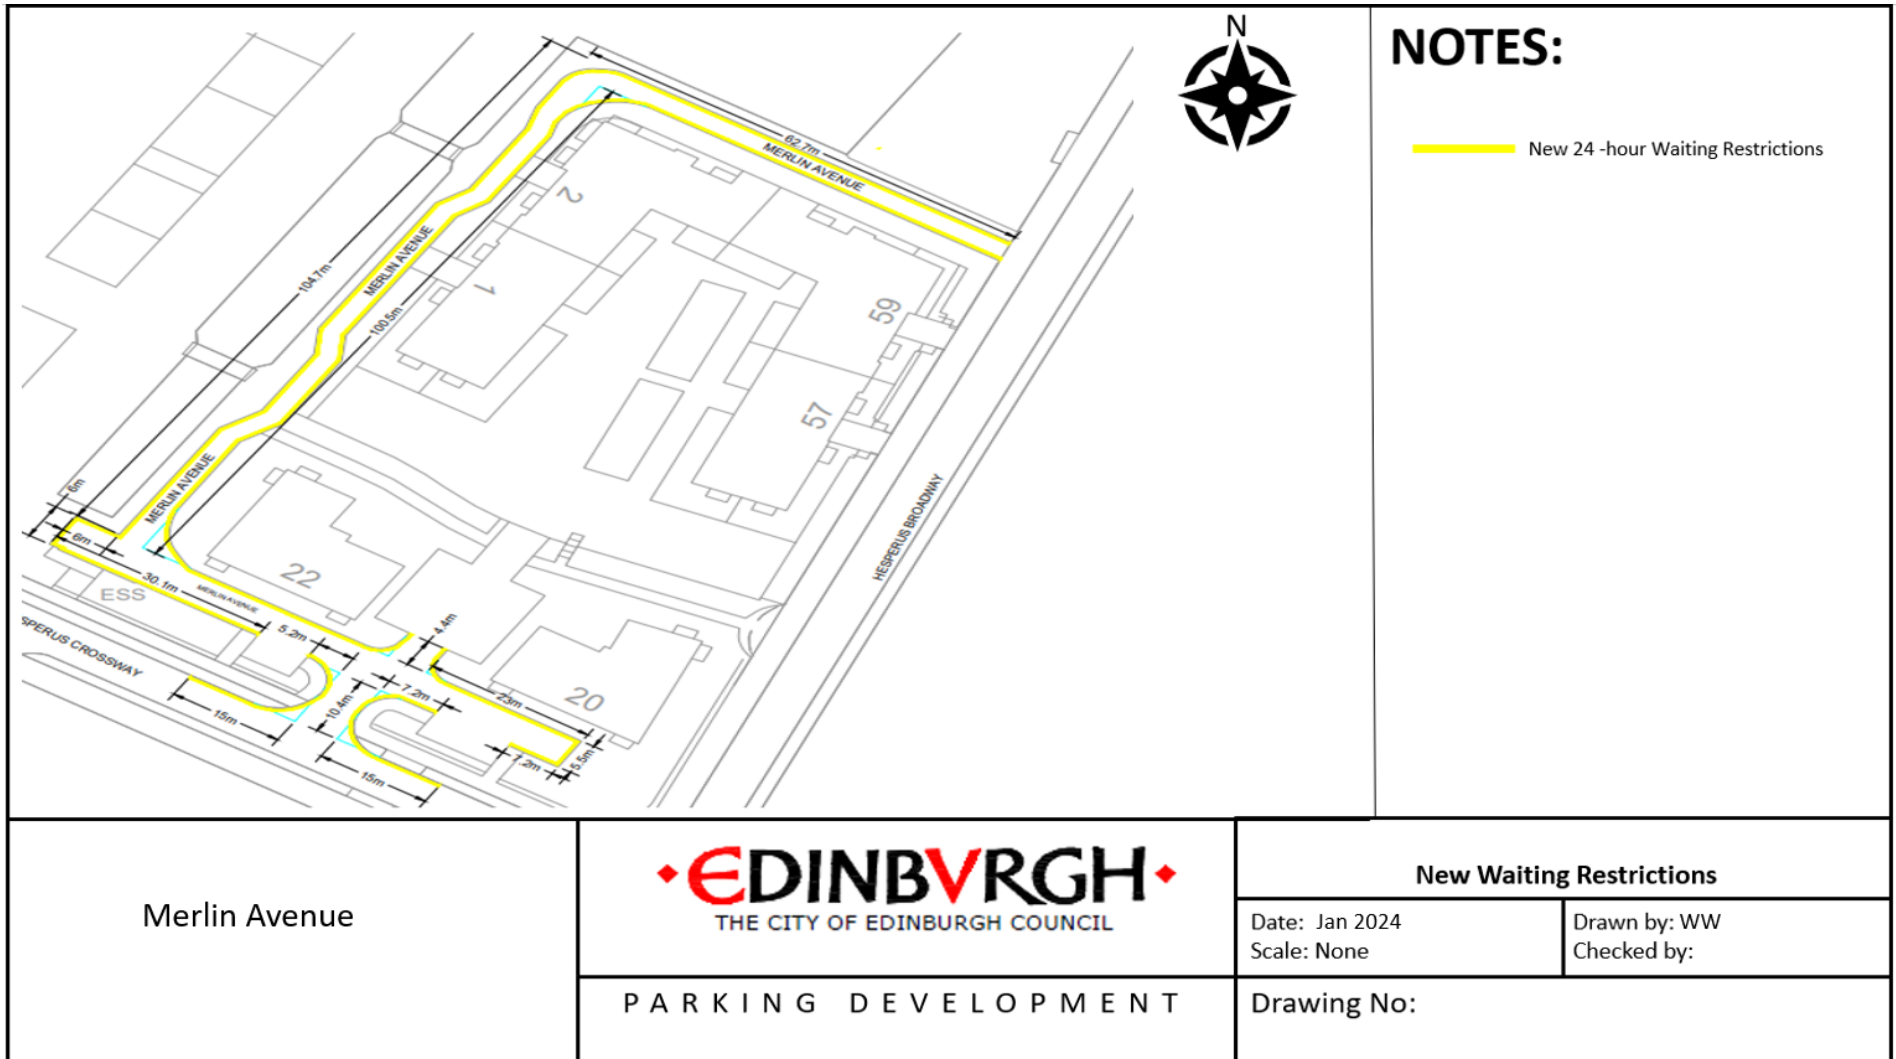 N
NOTES:
New 24 -hour Waiting Restrictions
62.7m
MERLIN AVENUE
2
104.7m
MERLIN AVENUE
1
100.5m
59
57
HESPERUS BROADWAY
MERLIN AVENUE
6m
6m
30.1m
22
ESS
MERLIN AVENUE
5.2m
4.4m
SPERUS CROSSWAY
7.2m
23m
20
10.4m
15m
7.2m
5.5m
15m
Merlin Avenue
EDINBVRGH
THE CITY OF EDINBURGH COUNCIL
PARKING DEVELOPMENT
New Waiting Restrictions
Date: Jan 2024
Scale: None
Drawn by: WW
Checked by:
Drawing No: